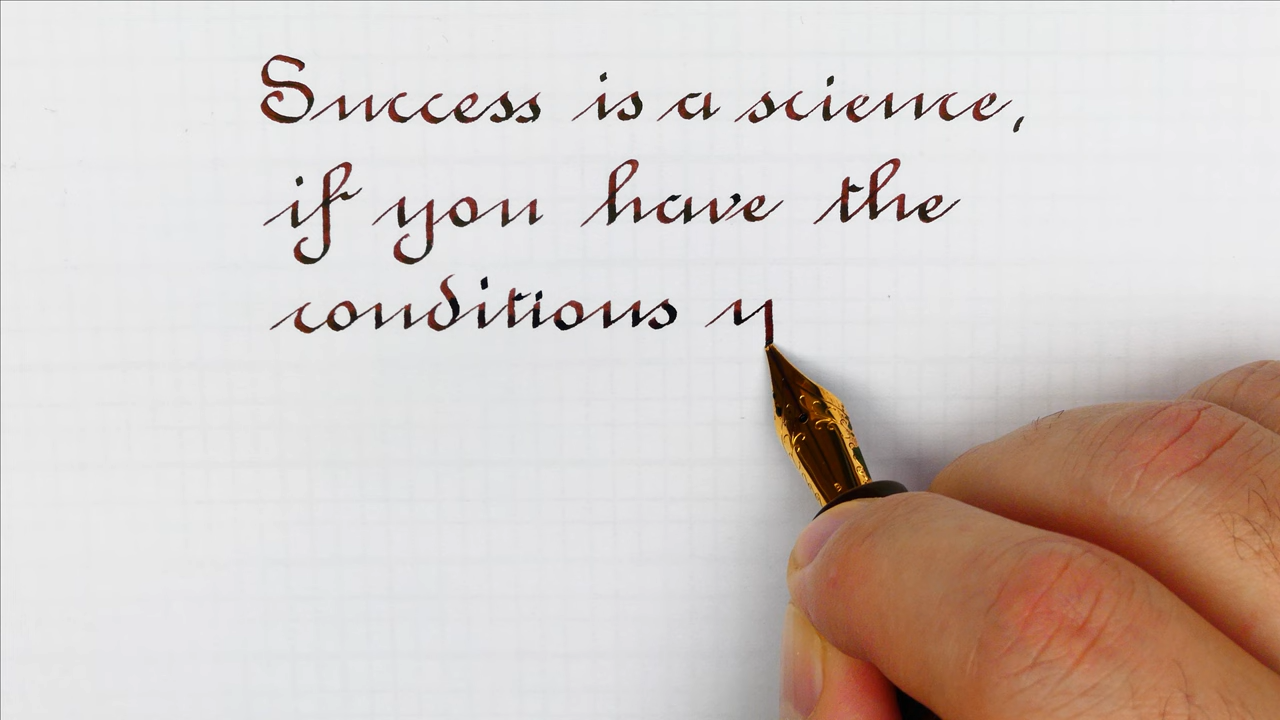 Success is a science,
if you have the
conditions y